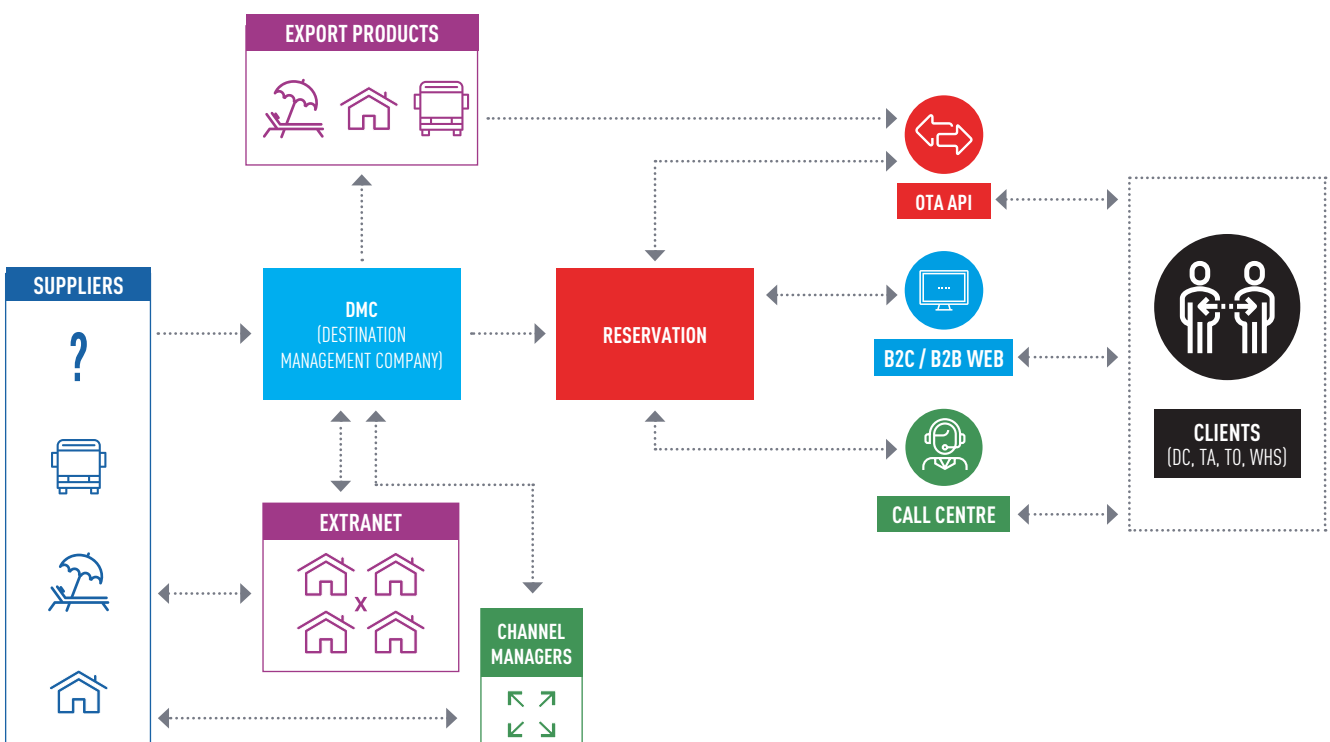 EXPORT PRODUCTS
OTA API
SUPPLIERS
?
DMC
(DESTINATION
MANAGEMENT COMPANY)
RESERVATION
B2C / B2B WEB
CLIENTS
(DC, TA, TO, WHS)
CALL CENTRE
EXTRANET
X
CHANNEL
MANAGERS